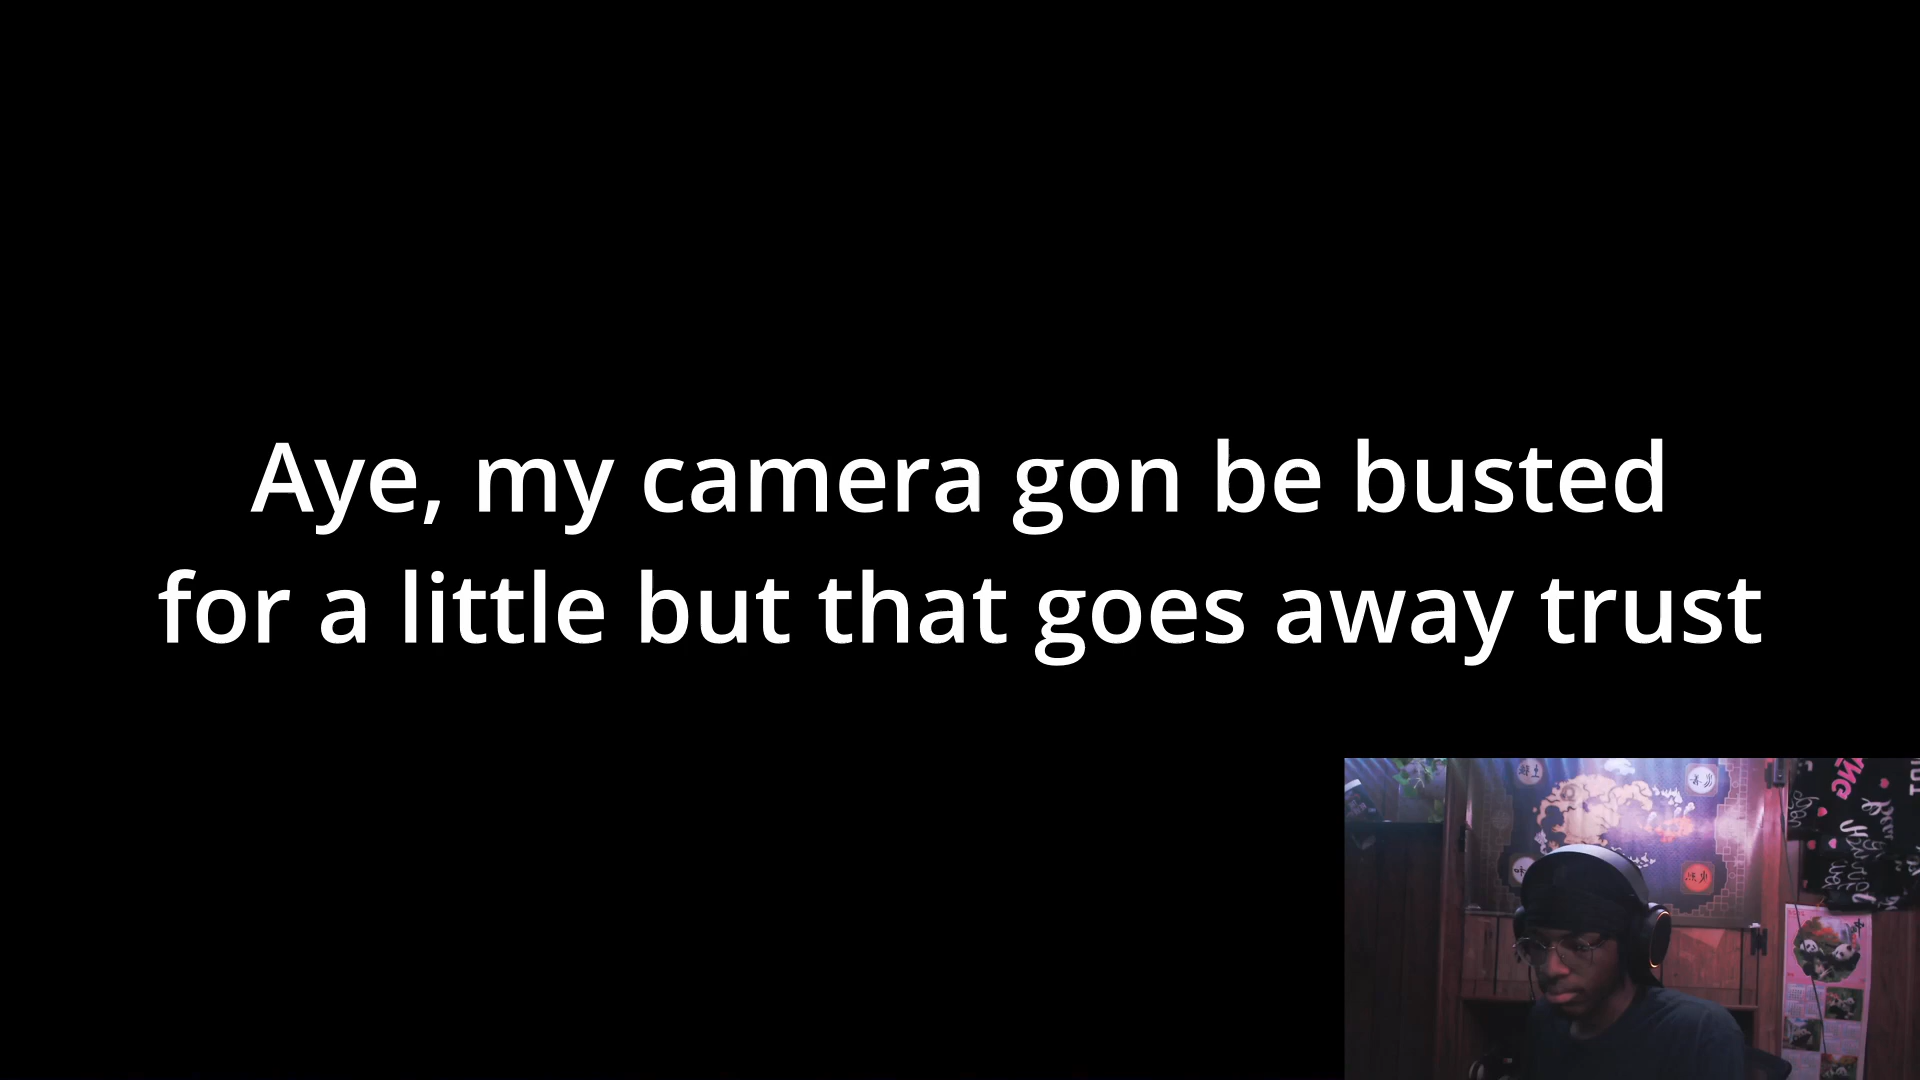 Aye, my camera gon be busted
for a little but that goes away trust